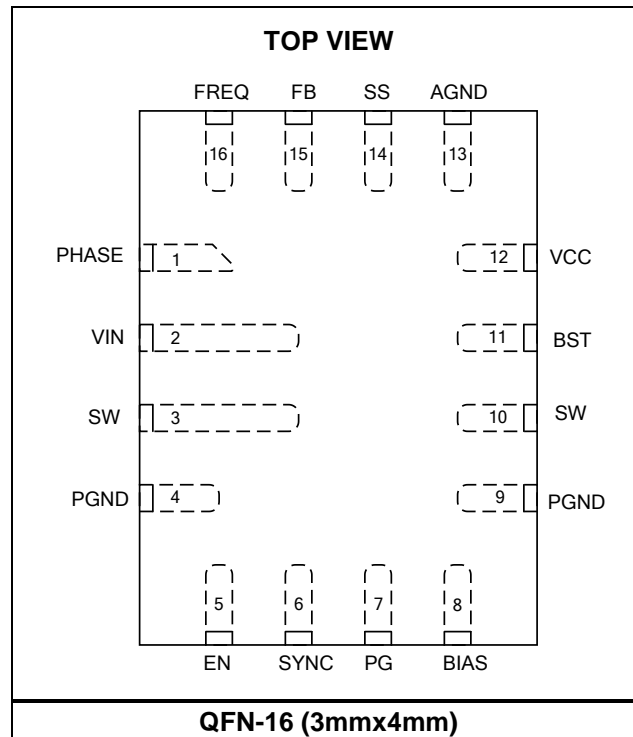 TOP VIEW
FREQ FB SS AGND
16 15 14 13
PHASE 1 12 VCC
VIN 2 11 BST
SW 3 10 SW
PGND 4 9 PGND
5 6 7 8
EN SYNC PG BIAS
QFN-16 (3mmx4mm)